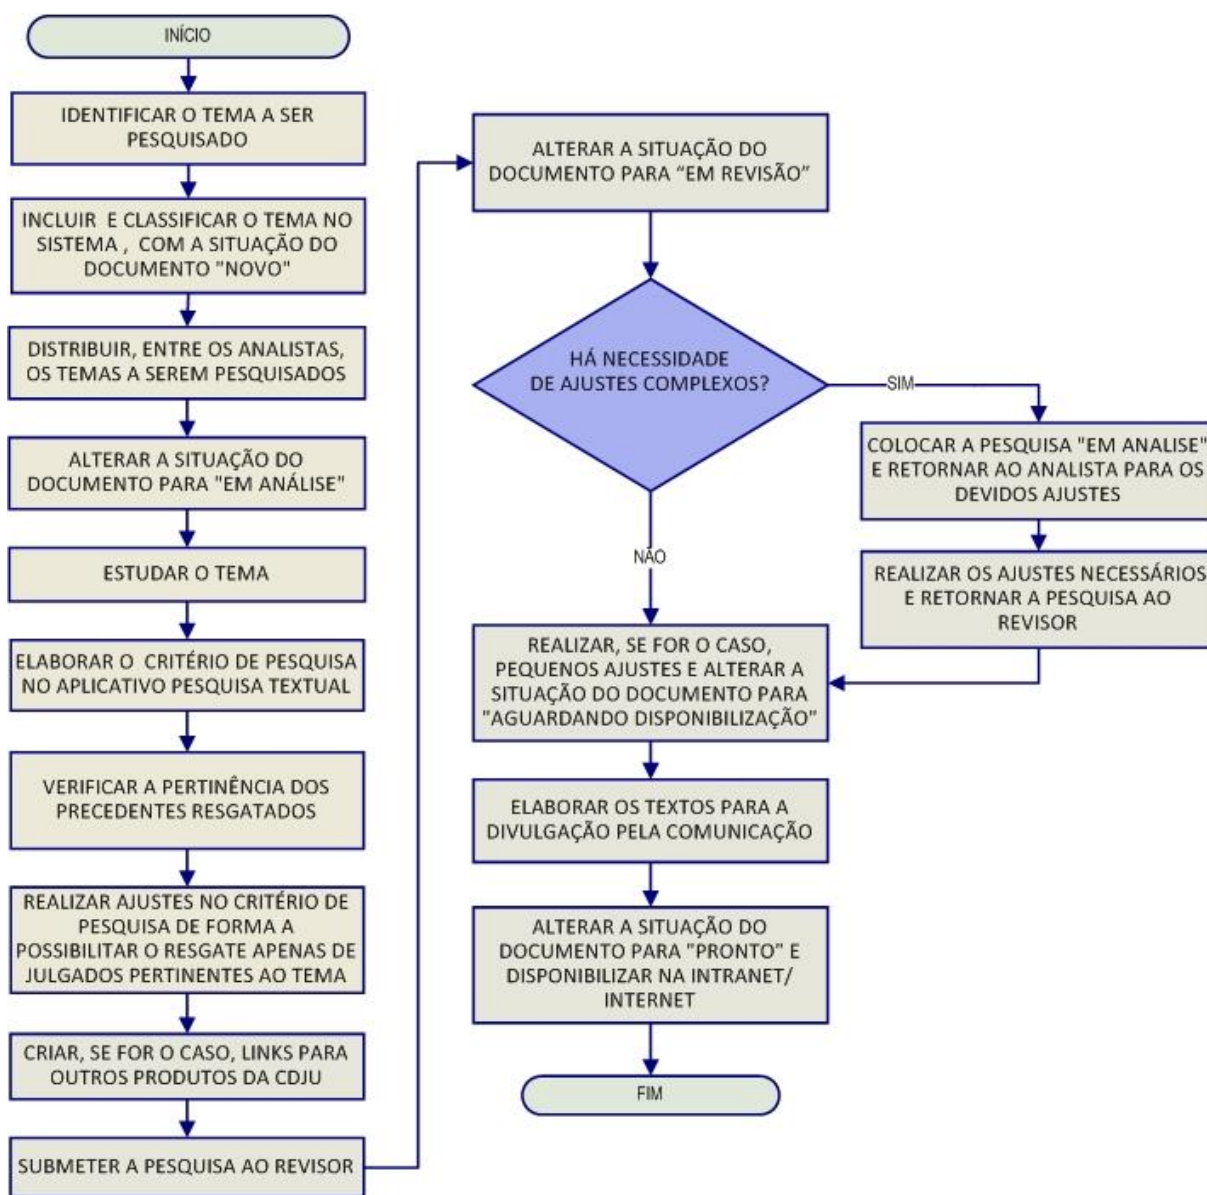 INÍCIO
IDENTIFICAR O TEMA A SER
PESQUISADO
INCLUIR E CLASSIFICAR O TEMA NO
SISTEMA , COM A SITUAÇÃO DO
DOCUMENTO "NOVO"
DISTRIBUIR, ENTRE OS ANALISTAS,
OS TEMAS A SEREM PESQUISADOS
ALTERAR A SITUAÇÃO DO
DOCUMENTO PARA "EM ANÁLISE"
ESTUDAR O TEMA
ELABORAR O CRITÉRIO DE PESQUISA
NO APLICATIVO PESQUISA TEXTUAL
VERIFICAR A PERTINÊNCIA DOS
PRECEDENTES RESGATADOS
REALIZAR AJUSTES NO CRITÉRIO DE
PESQUISA DE FORMA A
POSSIBILITAR O RESGATE APENAS DE
JULGADOS PERTINENTES AO TEMA
CRIAR, SE FOR O CASO, LINKS PARA
OUTROS PRODUTOS DA CDJU
SUBMETER A PESQUISA AO REVISOR
ALTERAR A SITUAÇÃO DO
DOCUMENTO PARA “EM REVISÃO”
HÁ NECESSIDADE
DE AJUSTES COMPLEXOS?
SIM
COLOCAR A PESQUISA "EM ANALISE"
E RETORNAR AO ANALISTA PARA OS
DEVIDOS AJUSTES
REALIZAR OS AJUSTES NECESSÁRIOS
E RETORNAR A PESQUISA AO
REVISOR
NÃO
REALIZAR, SE FOR O CASO,
PEQUENOS AJUSTES E ALTERAR A
SITUAÇÃO DO DOCUMENTO PARA
"AGUARDANDO DISPONIBILIZAÇÃO"
ELABORAR OS TEXTOS PARA A
DIVULGAÇÃO PELA COMUNICAÇÃO
ALTERAR A SITUAÇÃO DO
DOCUMENTO PARA "PRONTO" E
DISPONIBILIZAR NA INTRANET/
INTERNET
FIM